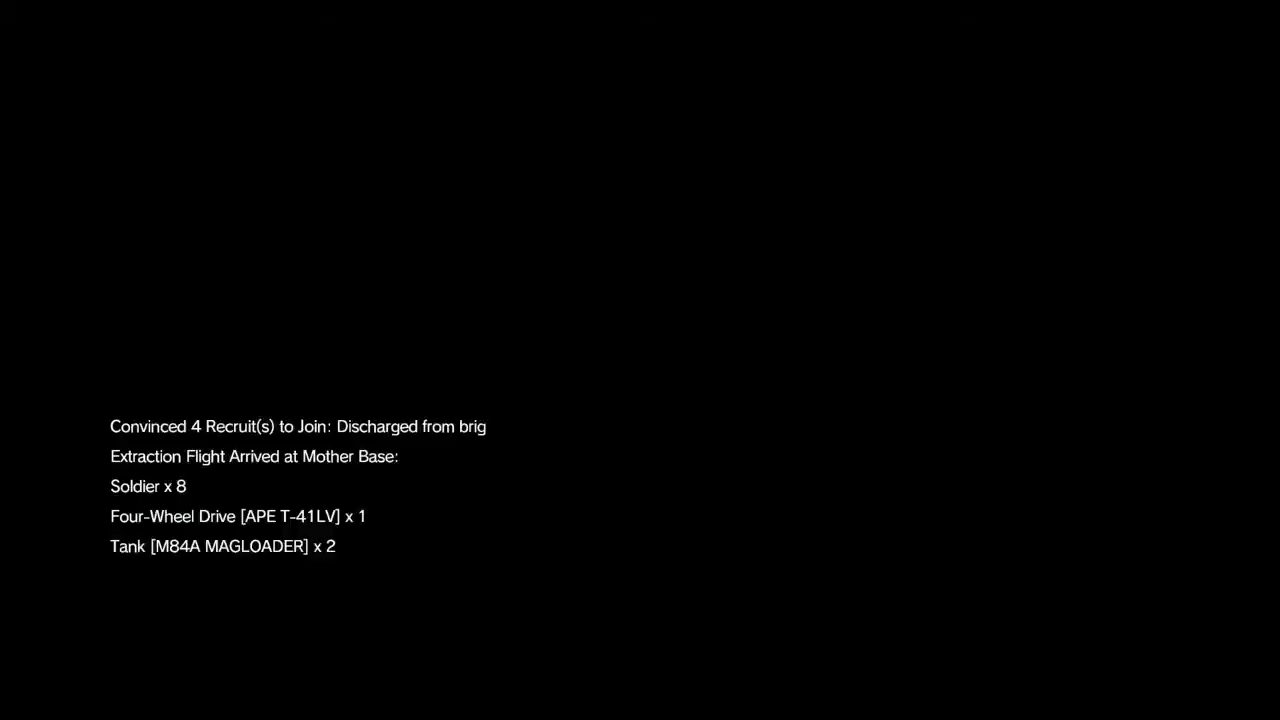 Convinced 4 Recruit(s) to Join: Discharged from brig
Extraction Flight Arrived at Mother Base:
Soldier x 8
Four-Wheel Drive [APE T-41LV] x 1
Tank [M84A MAGLOADER] x 2